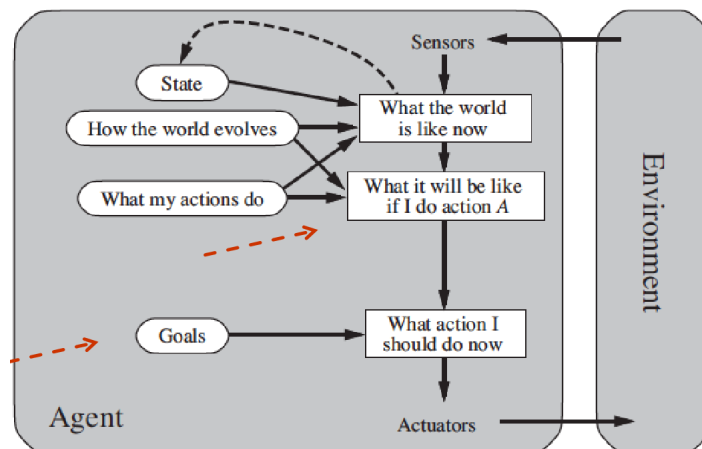 Sensors
State
What the world
is like now
How the world evolves
What it will be like
if I do action A
What my actions do
Goals
What action I
should do now
Agent
Actuators
Environment